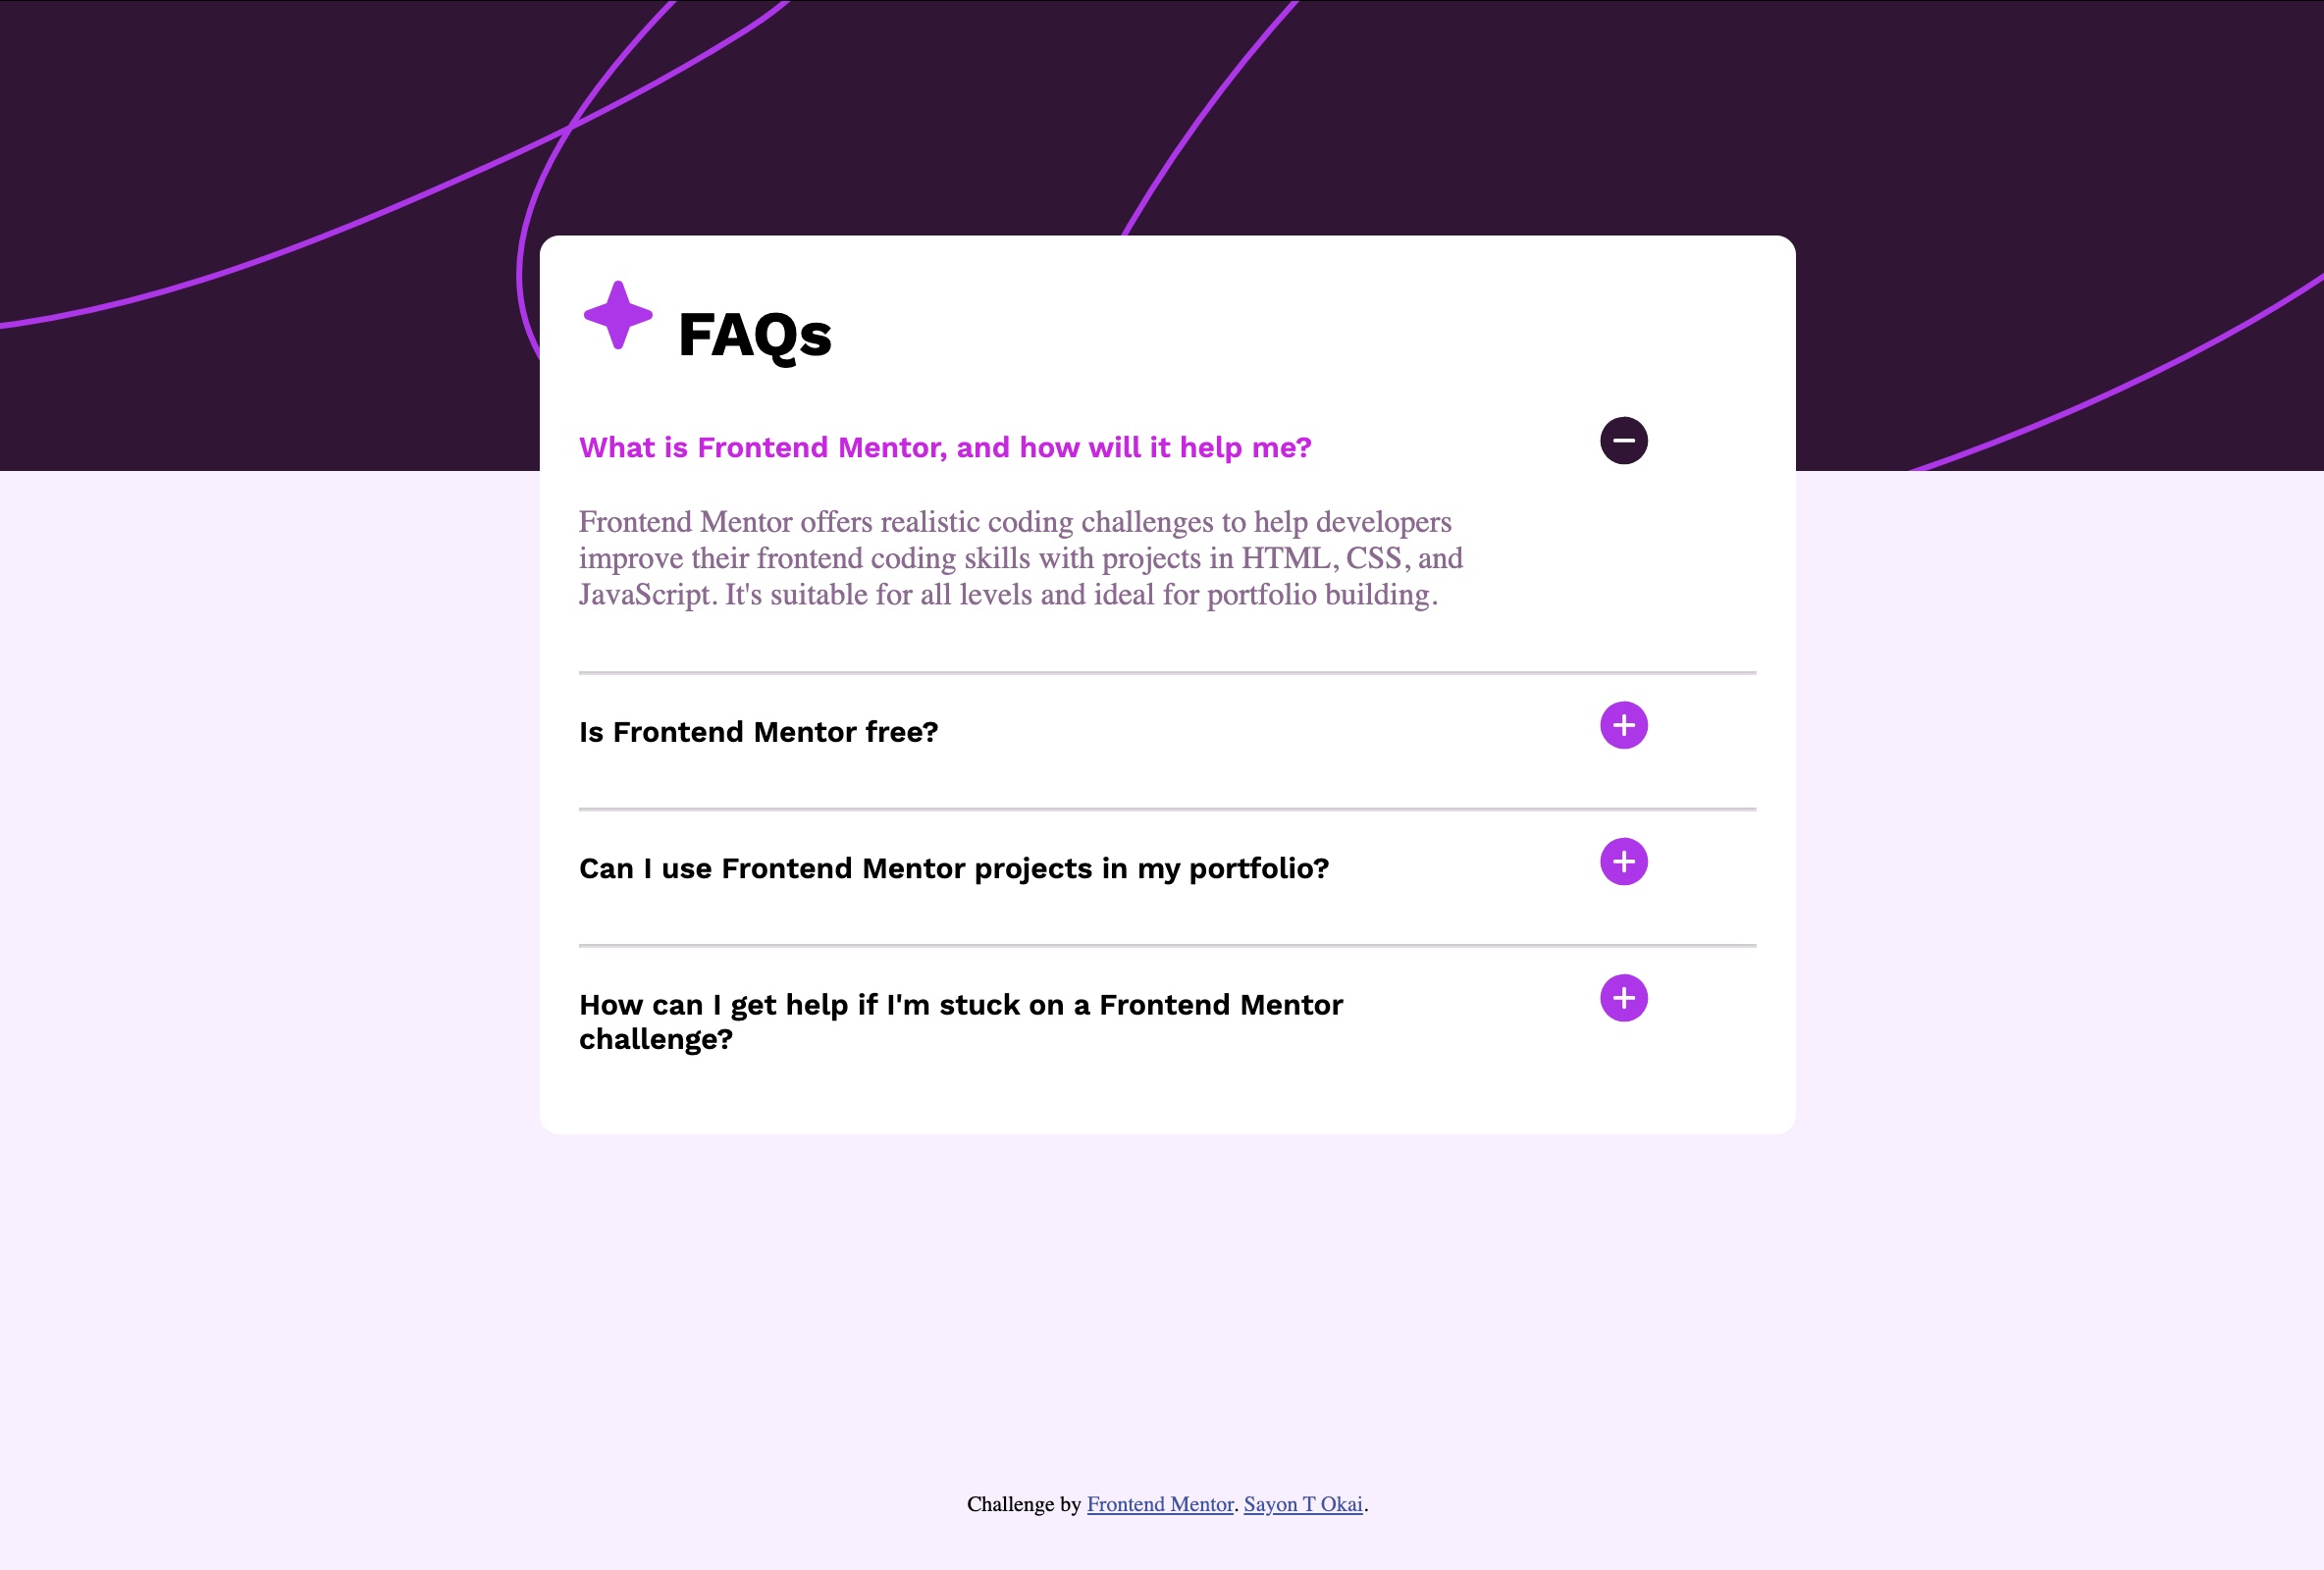 FAQs
What is Frontend Mentor, and how will it help me?
Frontend Mentor offers realistic coding challenges to help developers
improve their frontend coding skills with projects in HTML, CSS, and
JavaScript. It's suitable for all levels and ideal for portfolio building.
Is Frontend Mentor free?
Can I use Frontend Mentor projects in my portfolio?
How can I get help if I'm stuck on a Frontend Mentor
challenge?
Challenge by Frontend Mentor. Sayon T Okai.